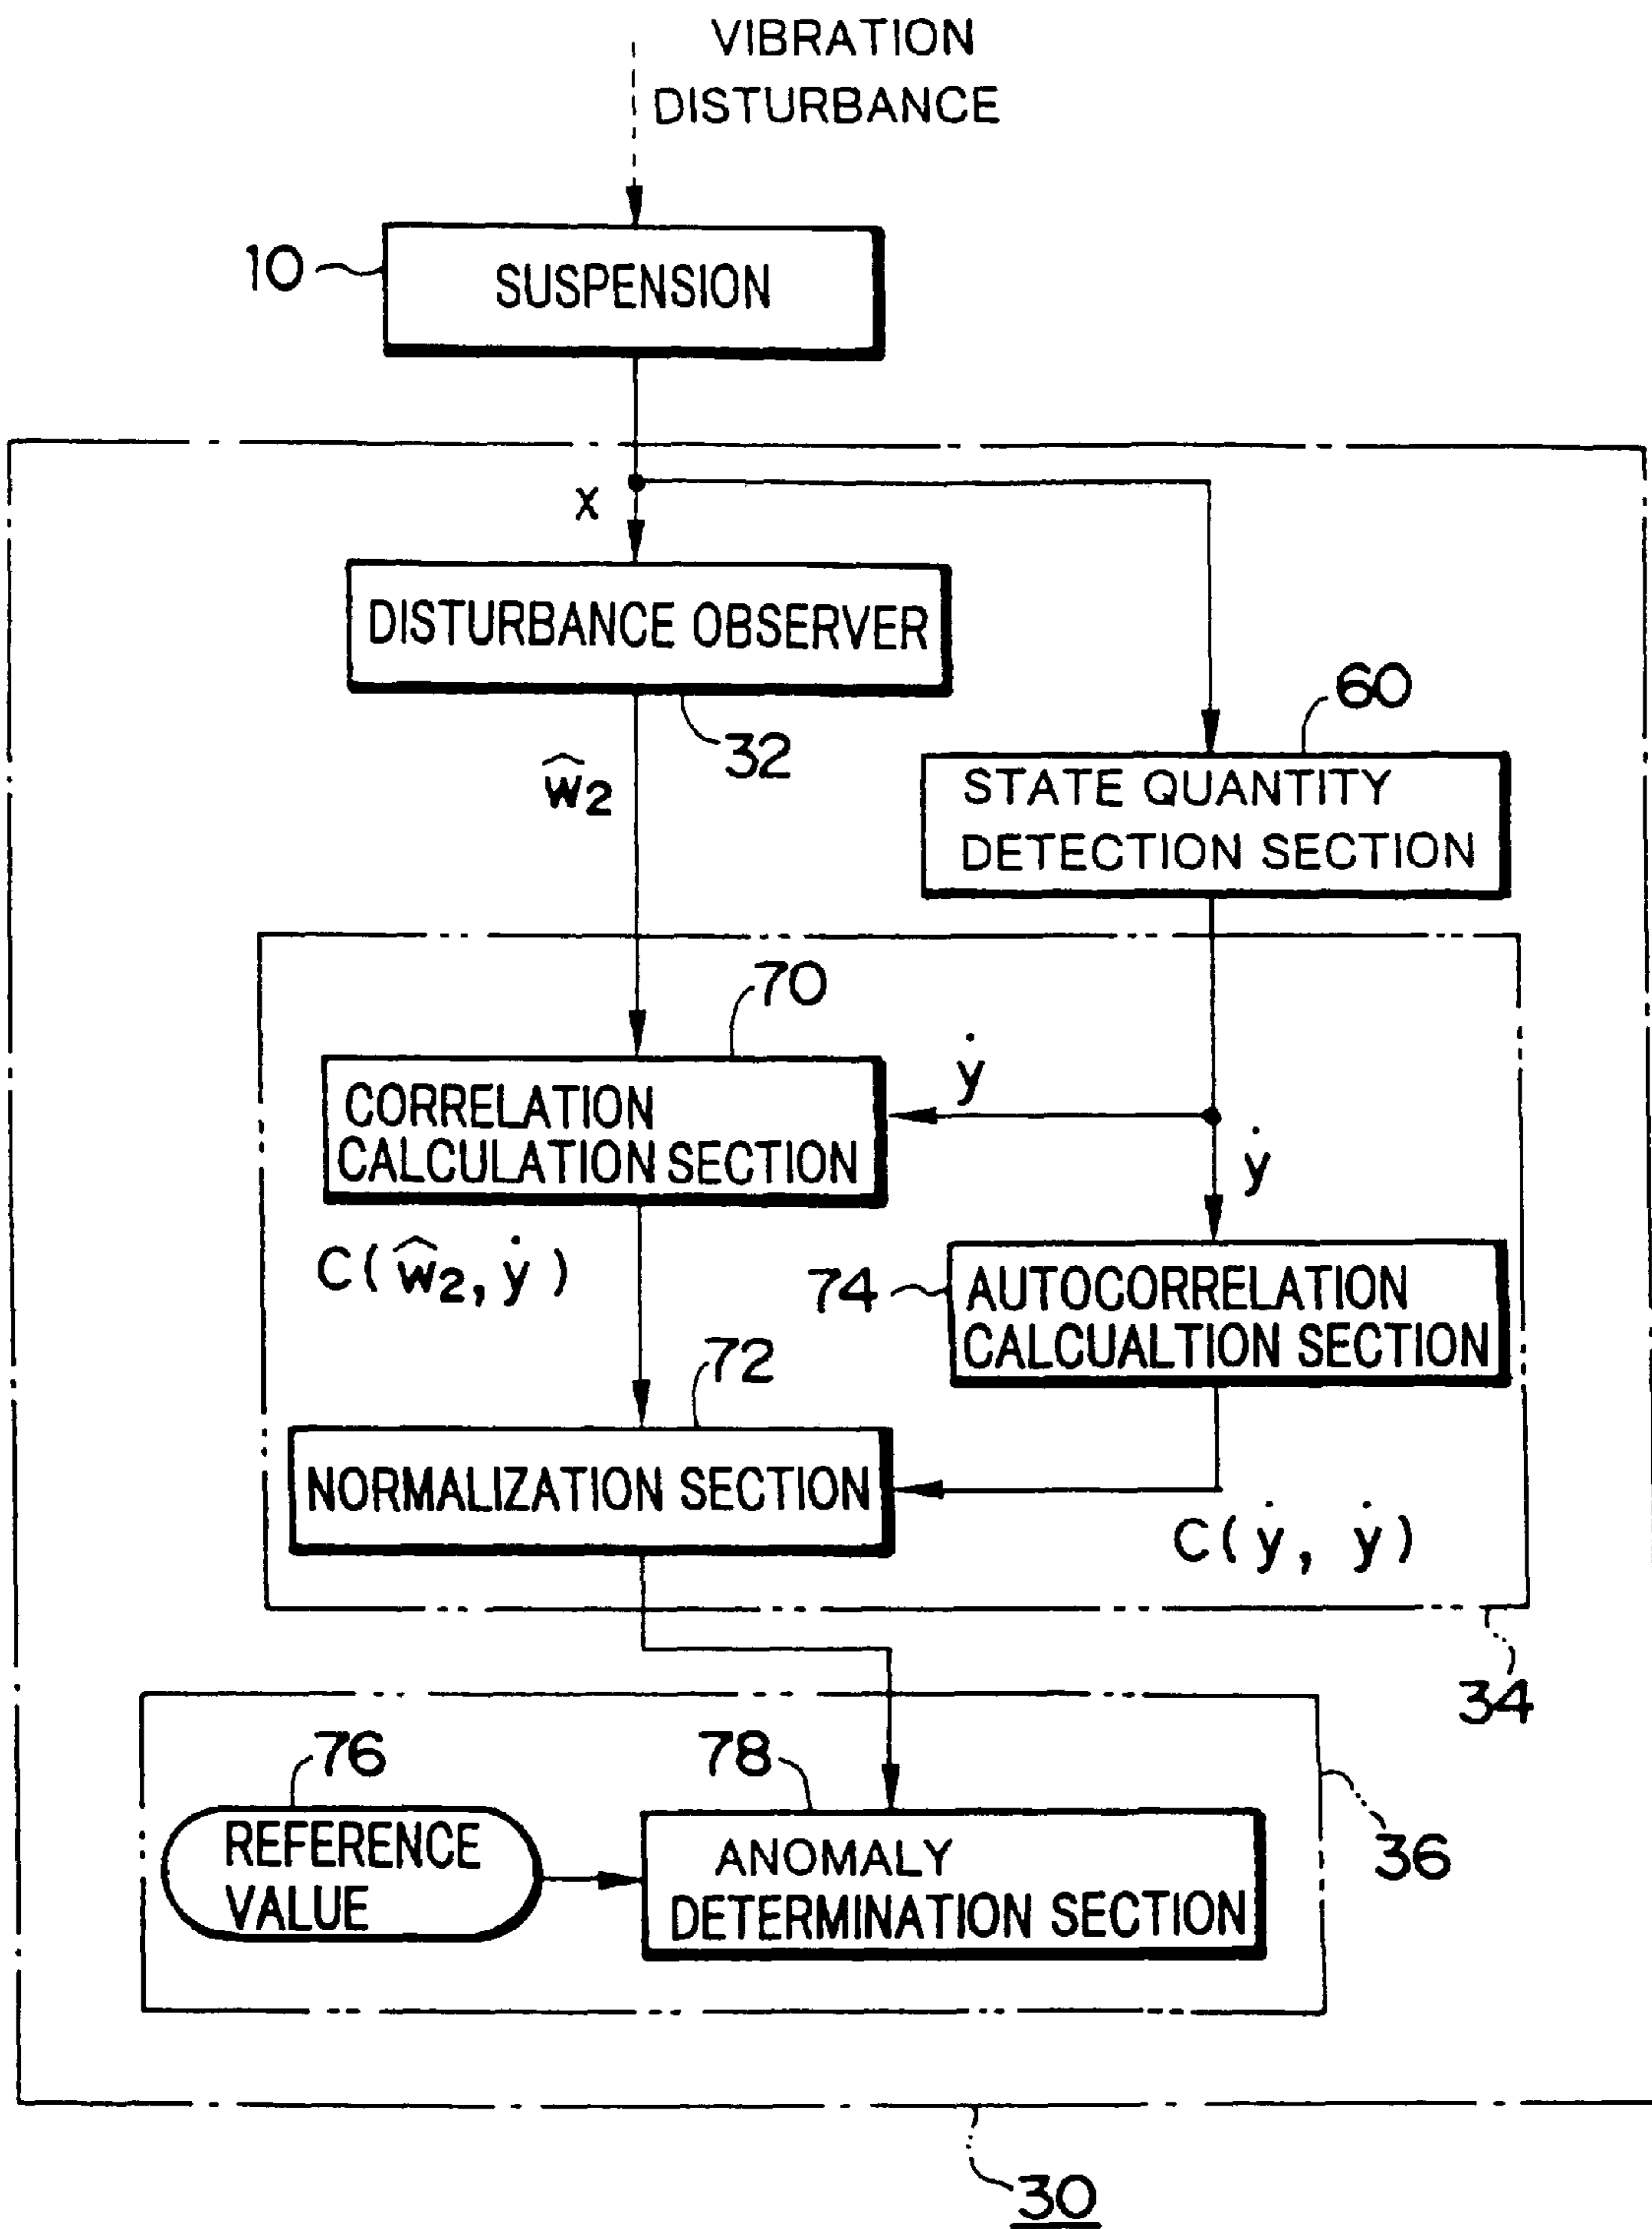 VIBRATION
DISTURBANCE
10
SUSPENSION
x
DISTURBANCE OBSERVER
32
60
ŵ₂
STATE QUANTITY
DETECTION SECTION
70
ẏ
CORRELATION
CALCULATION SECTION
ẏ
C(ŵ₂, ẏ)
74
AUTOCORRELATION
CALCUALTION SECTION
72
NORMALIZATION SECTION
C(ẏ, ẏ)
34
76
REFERENCE
VALUE
78
ANOMALY
DETERMINATION SECTION
36
30